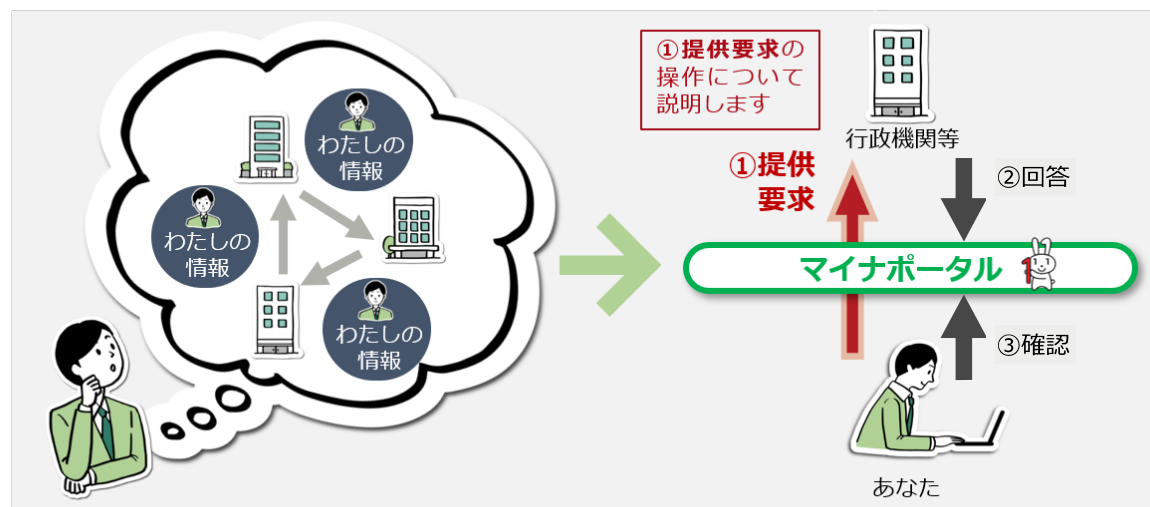 わたしの
情報
わたしの
情報
わたしの
情報
①提供要求の
操作について
説明します
行政機関等
①提供
要求
②回答
マイナポータル
1
③確認
あなた